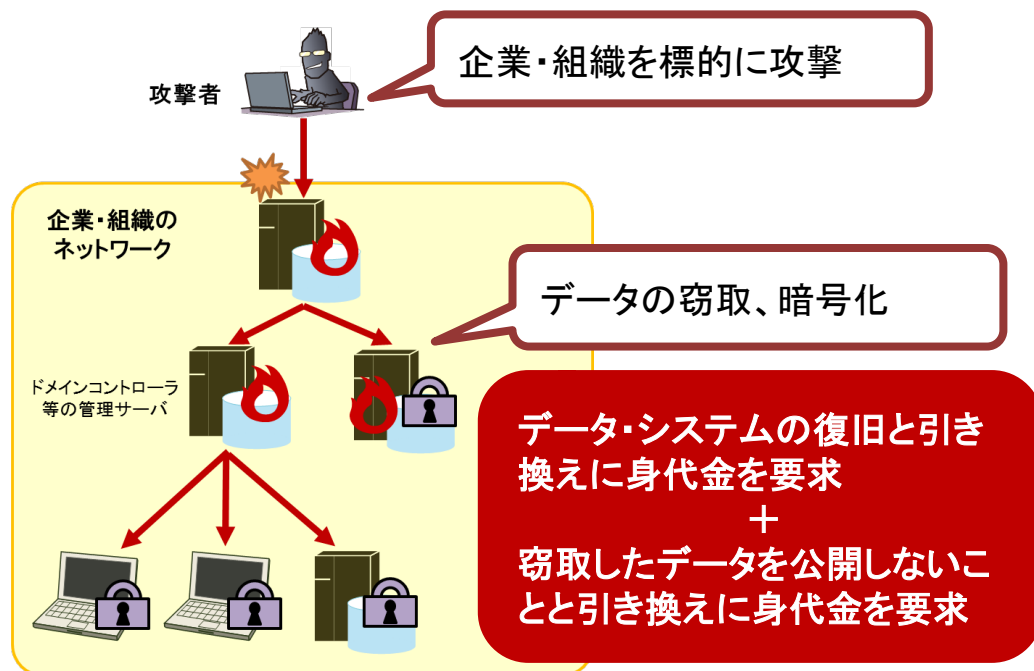 企業・組織を標的に攻撃
攻撃者
企業・組織の
ネットワーク
データの窃取、暗号化
ドメインコントローラ
等の管理サーバ
データ・システムの復旧と引き
換えに身代金を要求
＋
窃取したデータを公開しないこ
とと引き換えに身代金を要求